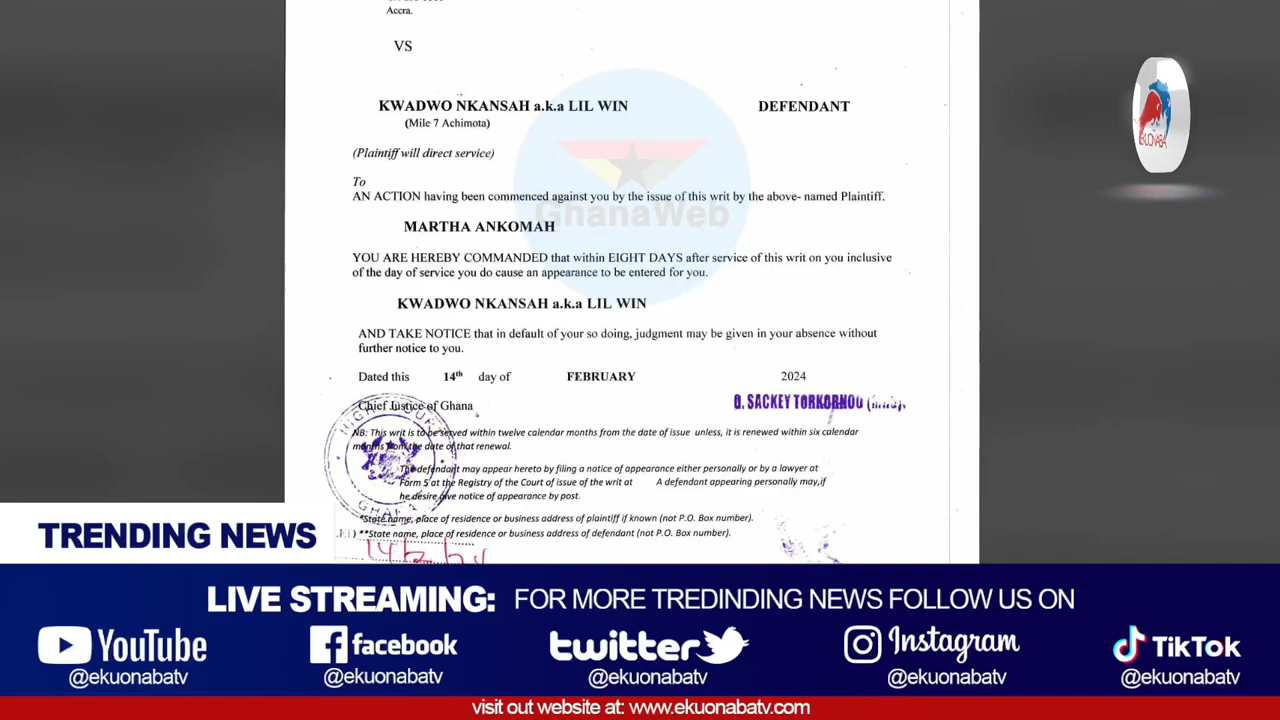 Accra.
VS
KWADWO NKANSAH a.k.a LIL WIN DEFENDANT
(Mile 7 Achimota)
(Plaintiff will direct service)
To
AN ACTION having been commenced against you by the issue of this writ by the above- named Plaintiff.
GhanaWeb
MARTHA ANKOMAH
YOU ARE HEREBY COMMANDED that within EIGHT DAYS after service of this writ on you inclusive
of the day of service you do cause an appearance to be entered for you.
KWADWO NKANSAH a.k.a LIL WIN
AND TAKE NOTICE that in default of your so doing, judgment may be given in your absence without
further notice to you.
Dated this 14th day of FEBRUARY 2024
Chief Justice of Ghana
G. SACKEY TORKORNOO
HIGH COURT
GHANA
NB: This writ is to be served within twelve calendar months from the date of issue unless, it is renewed within six calendar
months from the date of that renewal.
The defendant may appear hereto by filing a notice of appearance either personally or by a lawyer at
Form 5 at the Registry of the Court of issue of the writ at A defendant appearing personally may,if
he desire give notice of appearance by post.
*State name, place of residence or business address of plaintiff if known (not P.O. Box number).
**State name, place of residence or business address of defendant (not P.O. Box number).
EKUONABA
TRENDING NEWS
LIVE STREAMING: FOR MORE TREDINDING NEWS FOLLOW US ON
YouTube facebook twitter Instagram TikTok
@ekuonabatv @ekuonabatv @ekuonabatv @ekuonabatv @ekuonabatv
visit out website at: www.ekuonabatv.com